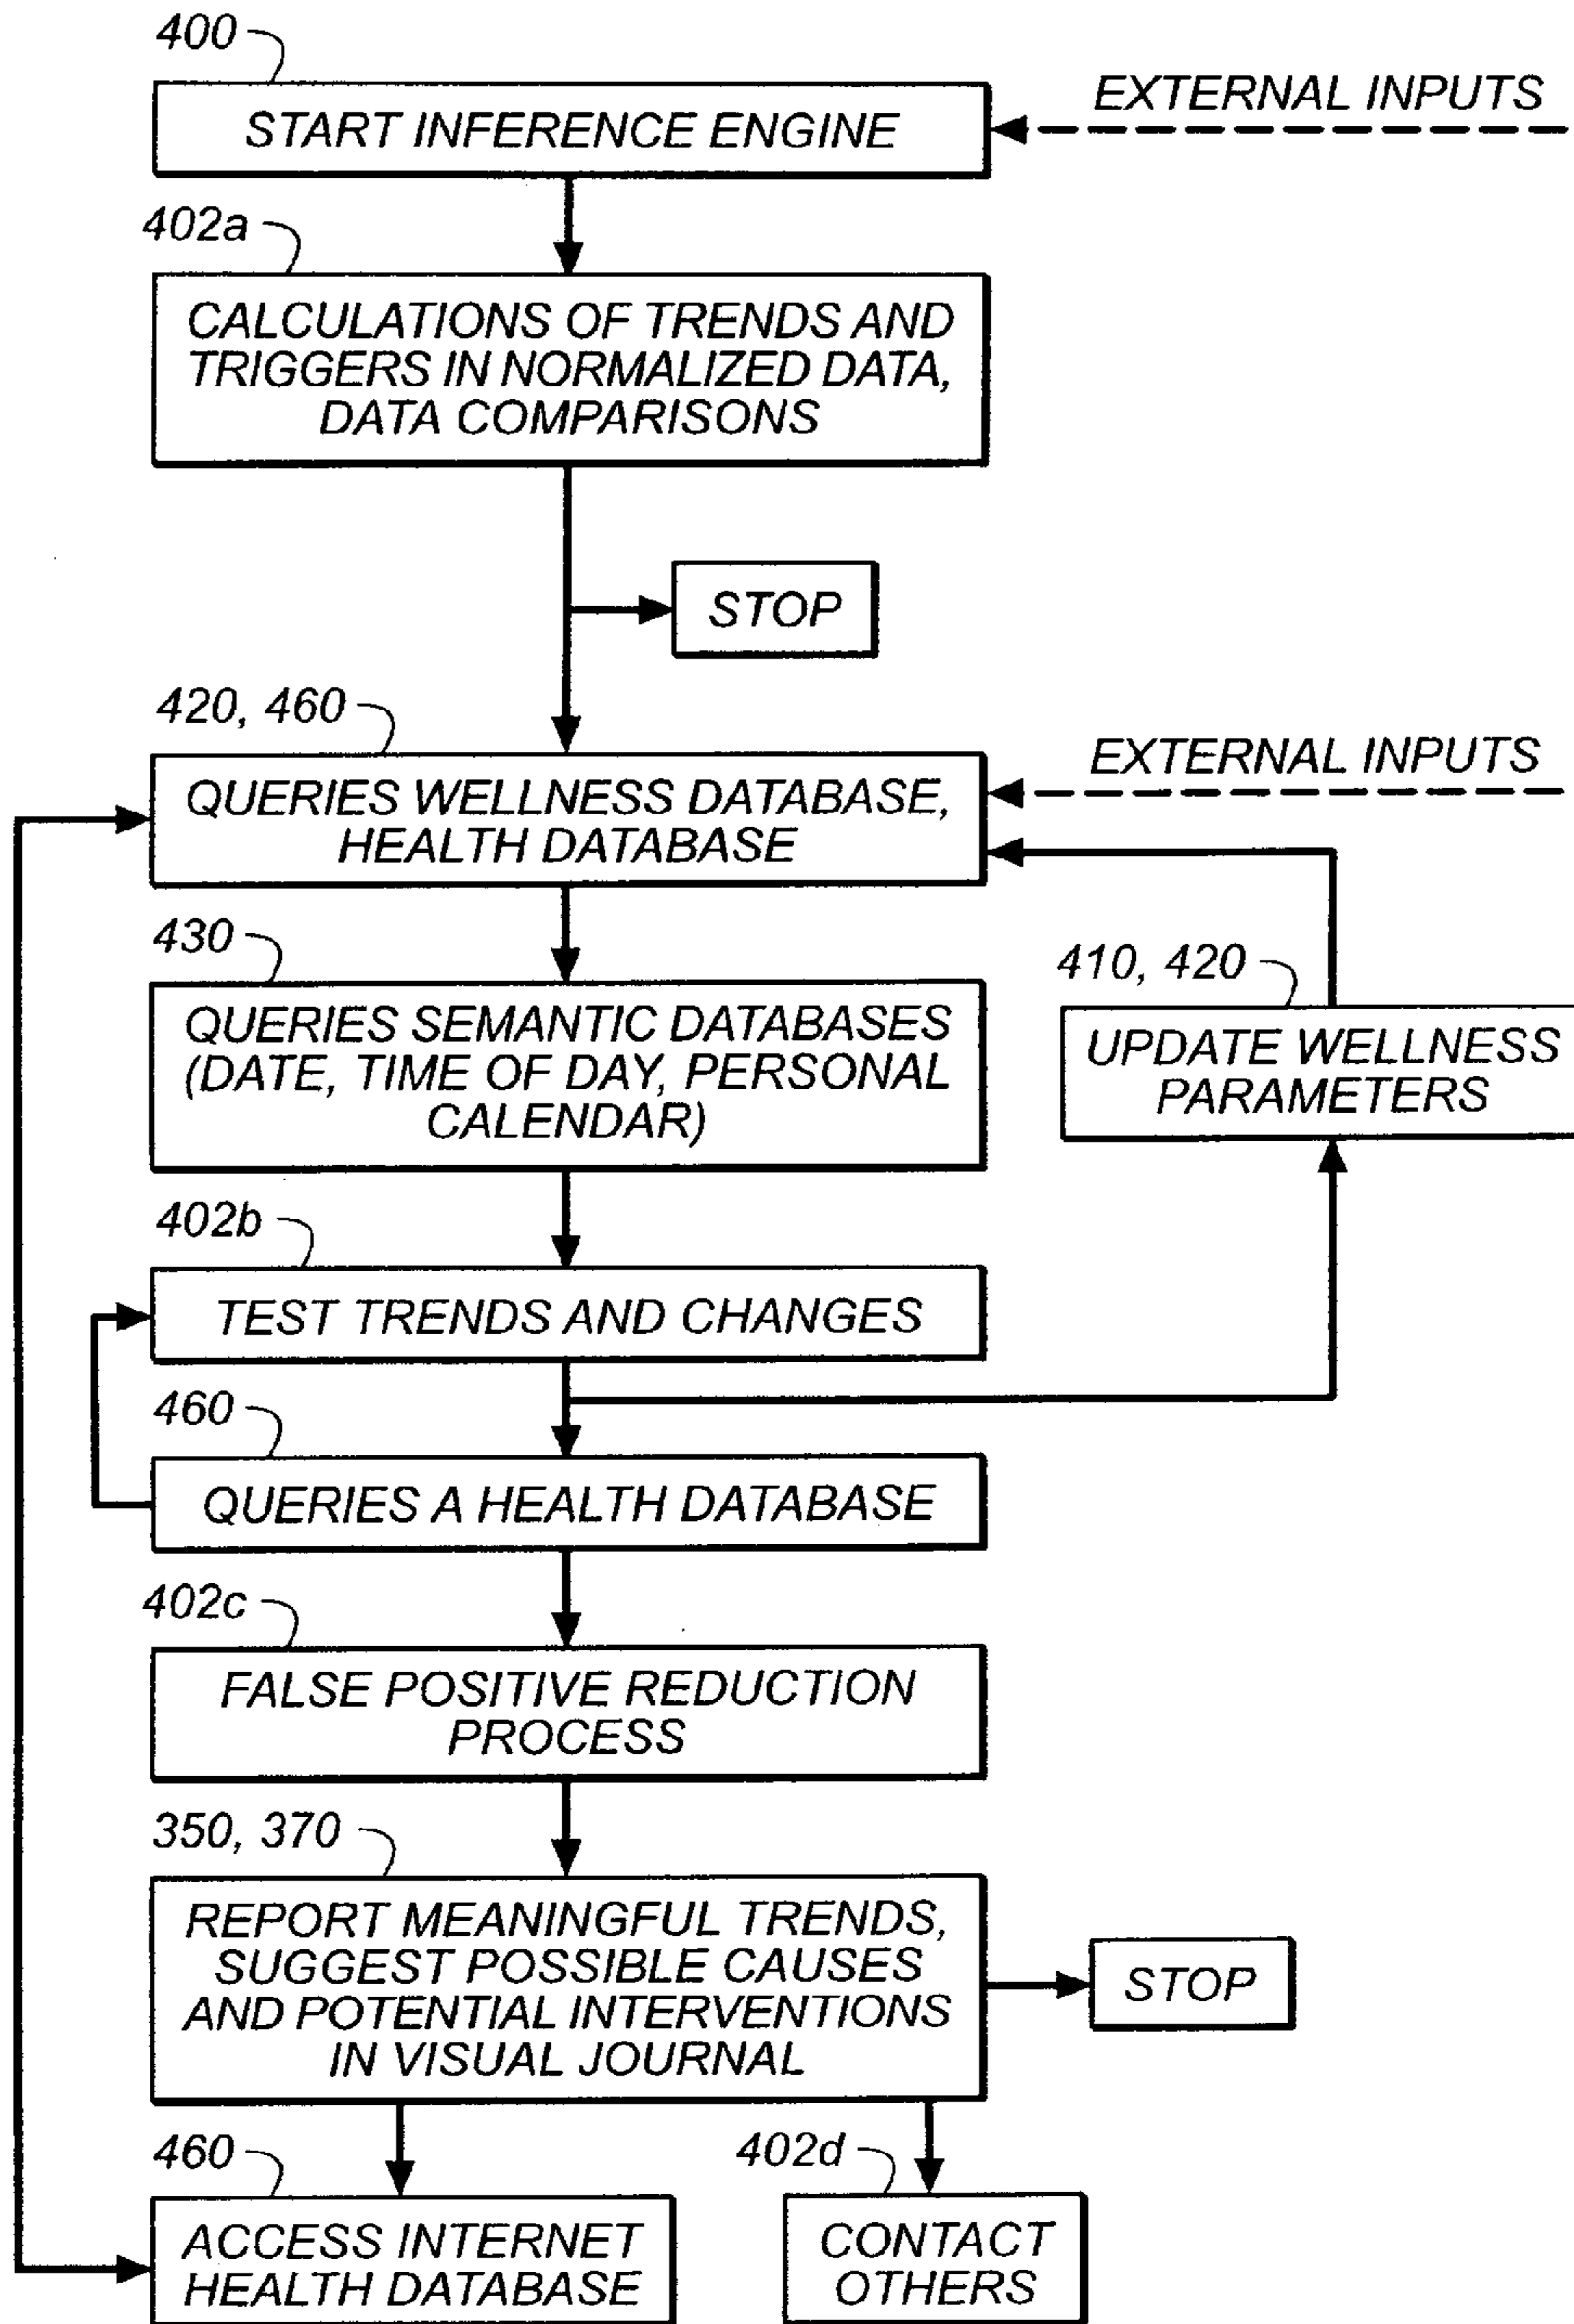 400
START INFERENCE ENGINE
EXTERNAL INPUTS
402a
CALCULATIONS OF TRENDS AND
TRIGGERS IN NORMALIZED DATA,
DATA COMPARISONS
STOP
420, 460
QUERIES WELLNESS DATABASE,
HEALTH DATABASE
EXTERNAL INPUTS
430
QUERIES SEMANTIC DATABASES
(DATE, TIME OF DAY, PERSONAL
CALENDAR)
410, 420
UPDATE WELLNESS
PARAMETERS
402b
TEST TRENDS AND CHANGES
460
QUERIES A HEALTH DATABASE
402c
FALSE POSITIVE REDUCTION
PROCESS
350, 370
REPORT MEANINGFUL TRENDS,
SUGGEST POSSIBLE CAUSES
AND POTENTIAL INTERVENTIONS
IN VISUAL JOURNAL
STOP
460
ACCESS INTERNET
HEALTH DATABASE
402d
CONTACT
OTHERS